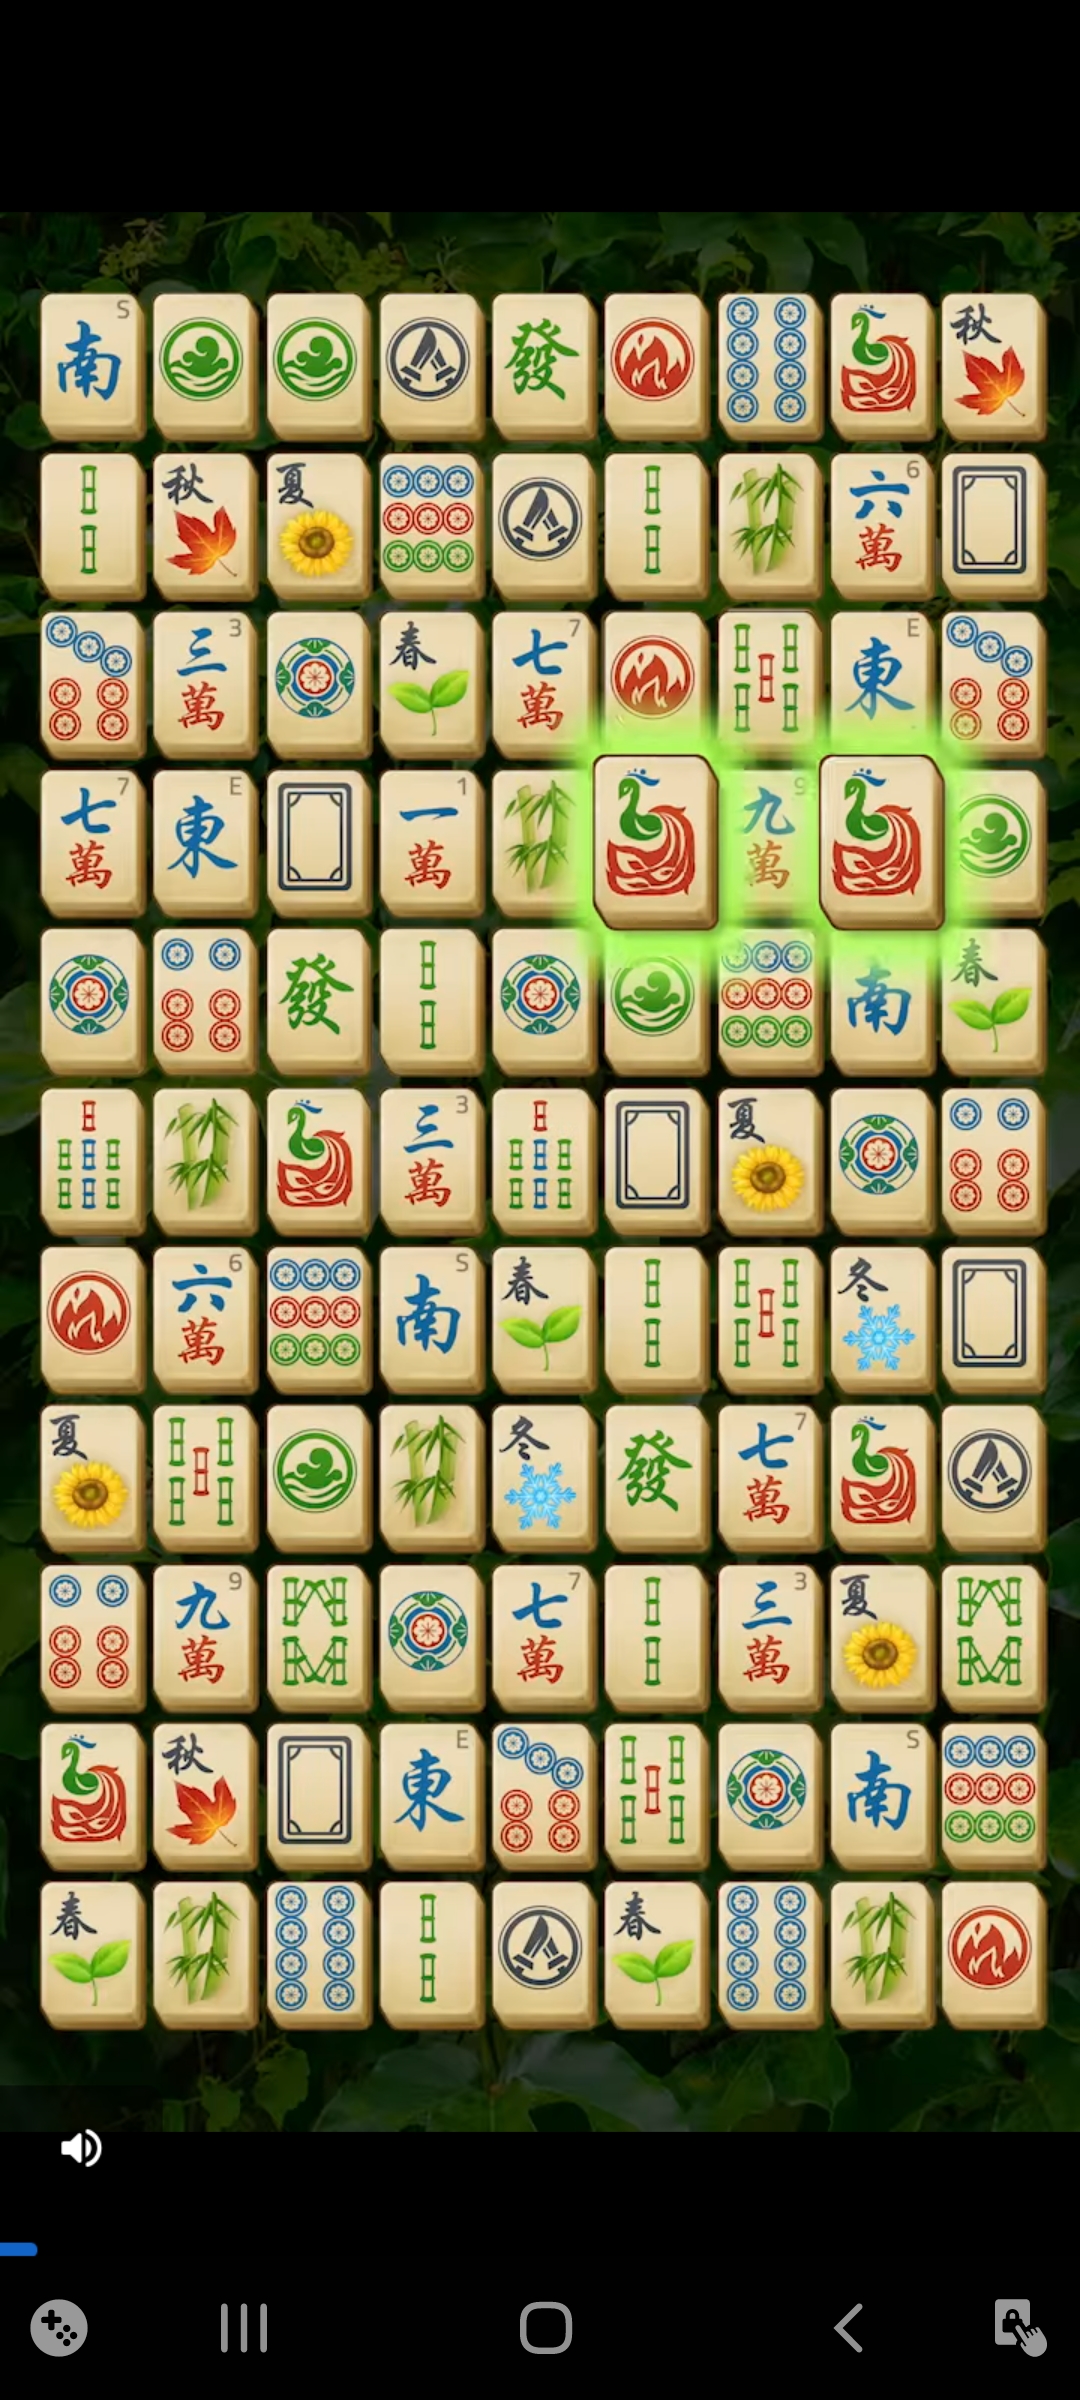 S 南 發 秋
秋 夏 6 六萬
3 三萬 春 7 七萬 E 東
7 七萬 E 東 1 一萬 9 九萬
發 南 春
3 三萬 夏
6 六萬 S 南 春 冬
夏 冬 發 7 七萬
9 九萬 7 七萬 3 三萬 夏
秋 E 東 S 南
春 春